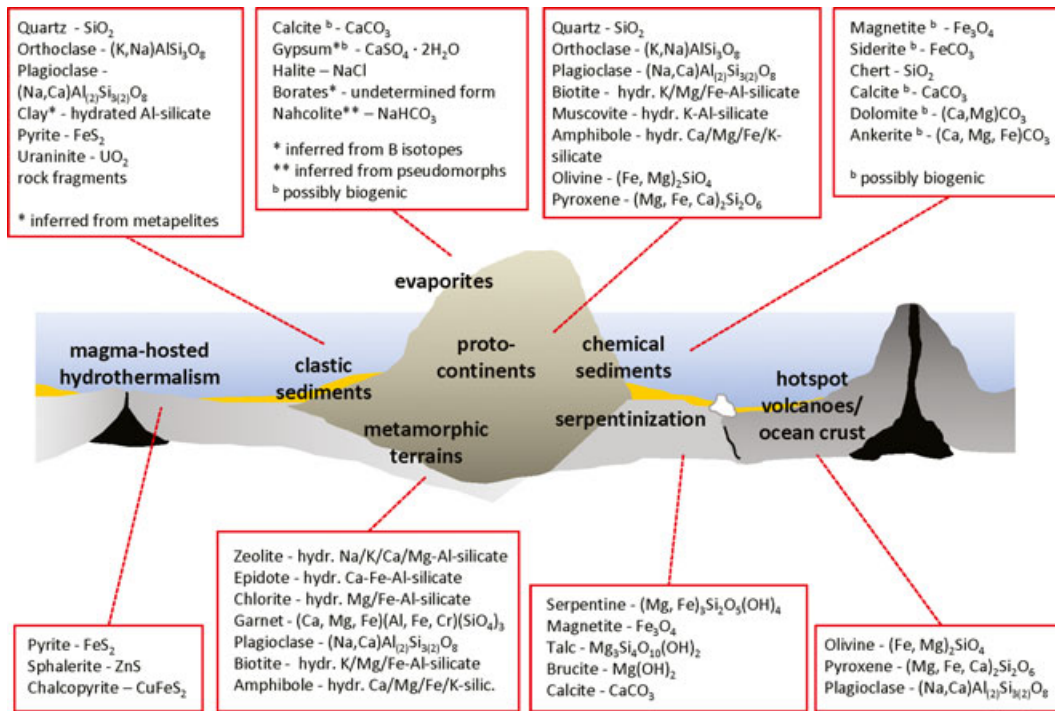 Quartz - SiO₂
Orthoclase - (K,Na)AlSi₃O₈
Plagioclase -
(Na,Ca)Al₍₂₎Si₃₍₂₎O₈
Clay* - hydrated Al-silicate
Pyrite - FeS₂
Uraninite - UO₂
rock fragments
* inferred from metapelites
Calcite ᵇ - CaCO₃
Gypsum*ᵇ - CaSO₄ · 2H₂O
Halite – NaCl
Borates* - undetermined form
Nahcolite** – NaHCO₃
* inferred from B isotopes
** inferred from pseudomorphs
ᵇ possibly biogenic
Quartz - SiO₂
Orthoclase - (K,Na)AlSi₃O₈
Plagioclase - (Na,Ca)Al₍₂₎Si₃₍₂₎O₈
Biotite - hydr. K/Mg/Fe-Al-silicate
Muscovite - hydr. K-Al-silicate
Amphibole - hydr. Ca/Mg/Fe/K-
silicate
Olivine - (Fe, Mg)₂SiO₄
Pyroxene - (Mg, Fe, Ca)₂Si₂O₆
Magnetite ᵇ - Fe₃O₄
Siderite ᵇ - FeCO₃
Chert - SiO₂
Calcite ᵇ - CaCO₃
Dolomite ᵇ - (Ca,Mg)CO₃
Ankerite ᵇ - (Ca, Mg, Fe)CO₃
ᵇ possibly biogenic
evaporites
magma-hosted
hydrothermalism
clastic
sediments
proto-
continents
chemical
sediments
metamorphic
terrains
serpentinization
hotspot
volcanoes/
ocean crust
Pyrite - FeS₂
Sphalerite - ZnS
Chalcopyrite – CuFeS₂
Zeolite - hydr. Na/K/Ca/Mg-Al-silicate
Epidote - hydr. Ca-Fe-Al-silicate
Chlorite - hydr. Mg/Fe-Al-silicate
Garnet - (Ca, Mg, Fe)(Al, Fe, Cr)(SiO₄)₃
Plagioclase - (Na,Ca)Al₍₂₎Si₃₍₂₎O₈
Biotite - hydr. K/Mg/Fe-Al-silicate
Amphibole - hydr. Ca/Mg/Fe/K-silic.
Serpentine - (Mg, Fe)₃Si₂O₅(OH)₄
Magnetite - Fe₃O₄
Talc - Mg₃Si₄O₁₀(OH)₂
Brucite - Mg(OH)₂
Calcite - CaCO₃
Olivine - (Fe, Mg)₂SiO₄
Pyroxene - (Mg, Fe, Ca)₂Si₂O₆
Plagioclase - (Na,Ca)Al₍₂₎Si₃₍₂₎O₈